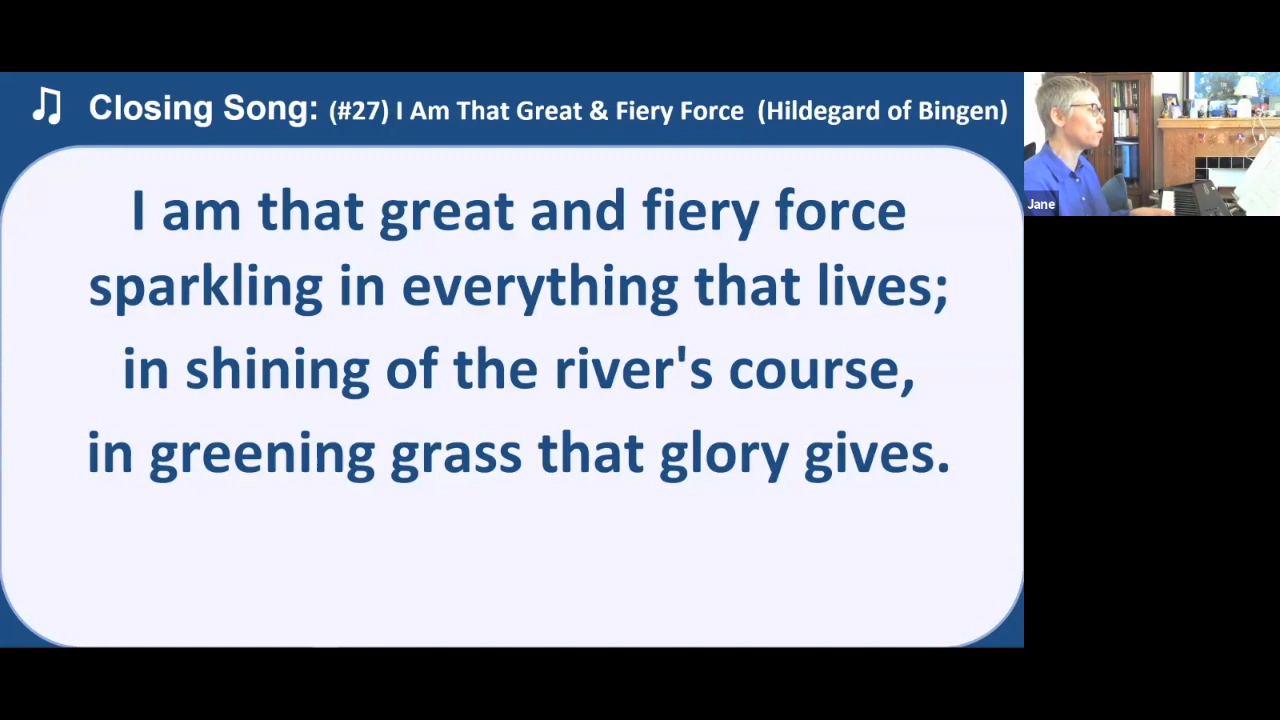 ♫ Closing Song: (#27) I Am That Great & Fiery Force (Hildegard of Bingen)
I am that great and fiery force
sparkling in everything that lives;
in shining of the river's course,
in greening grass that glory gives.
Jane